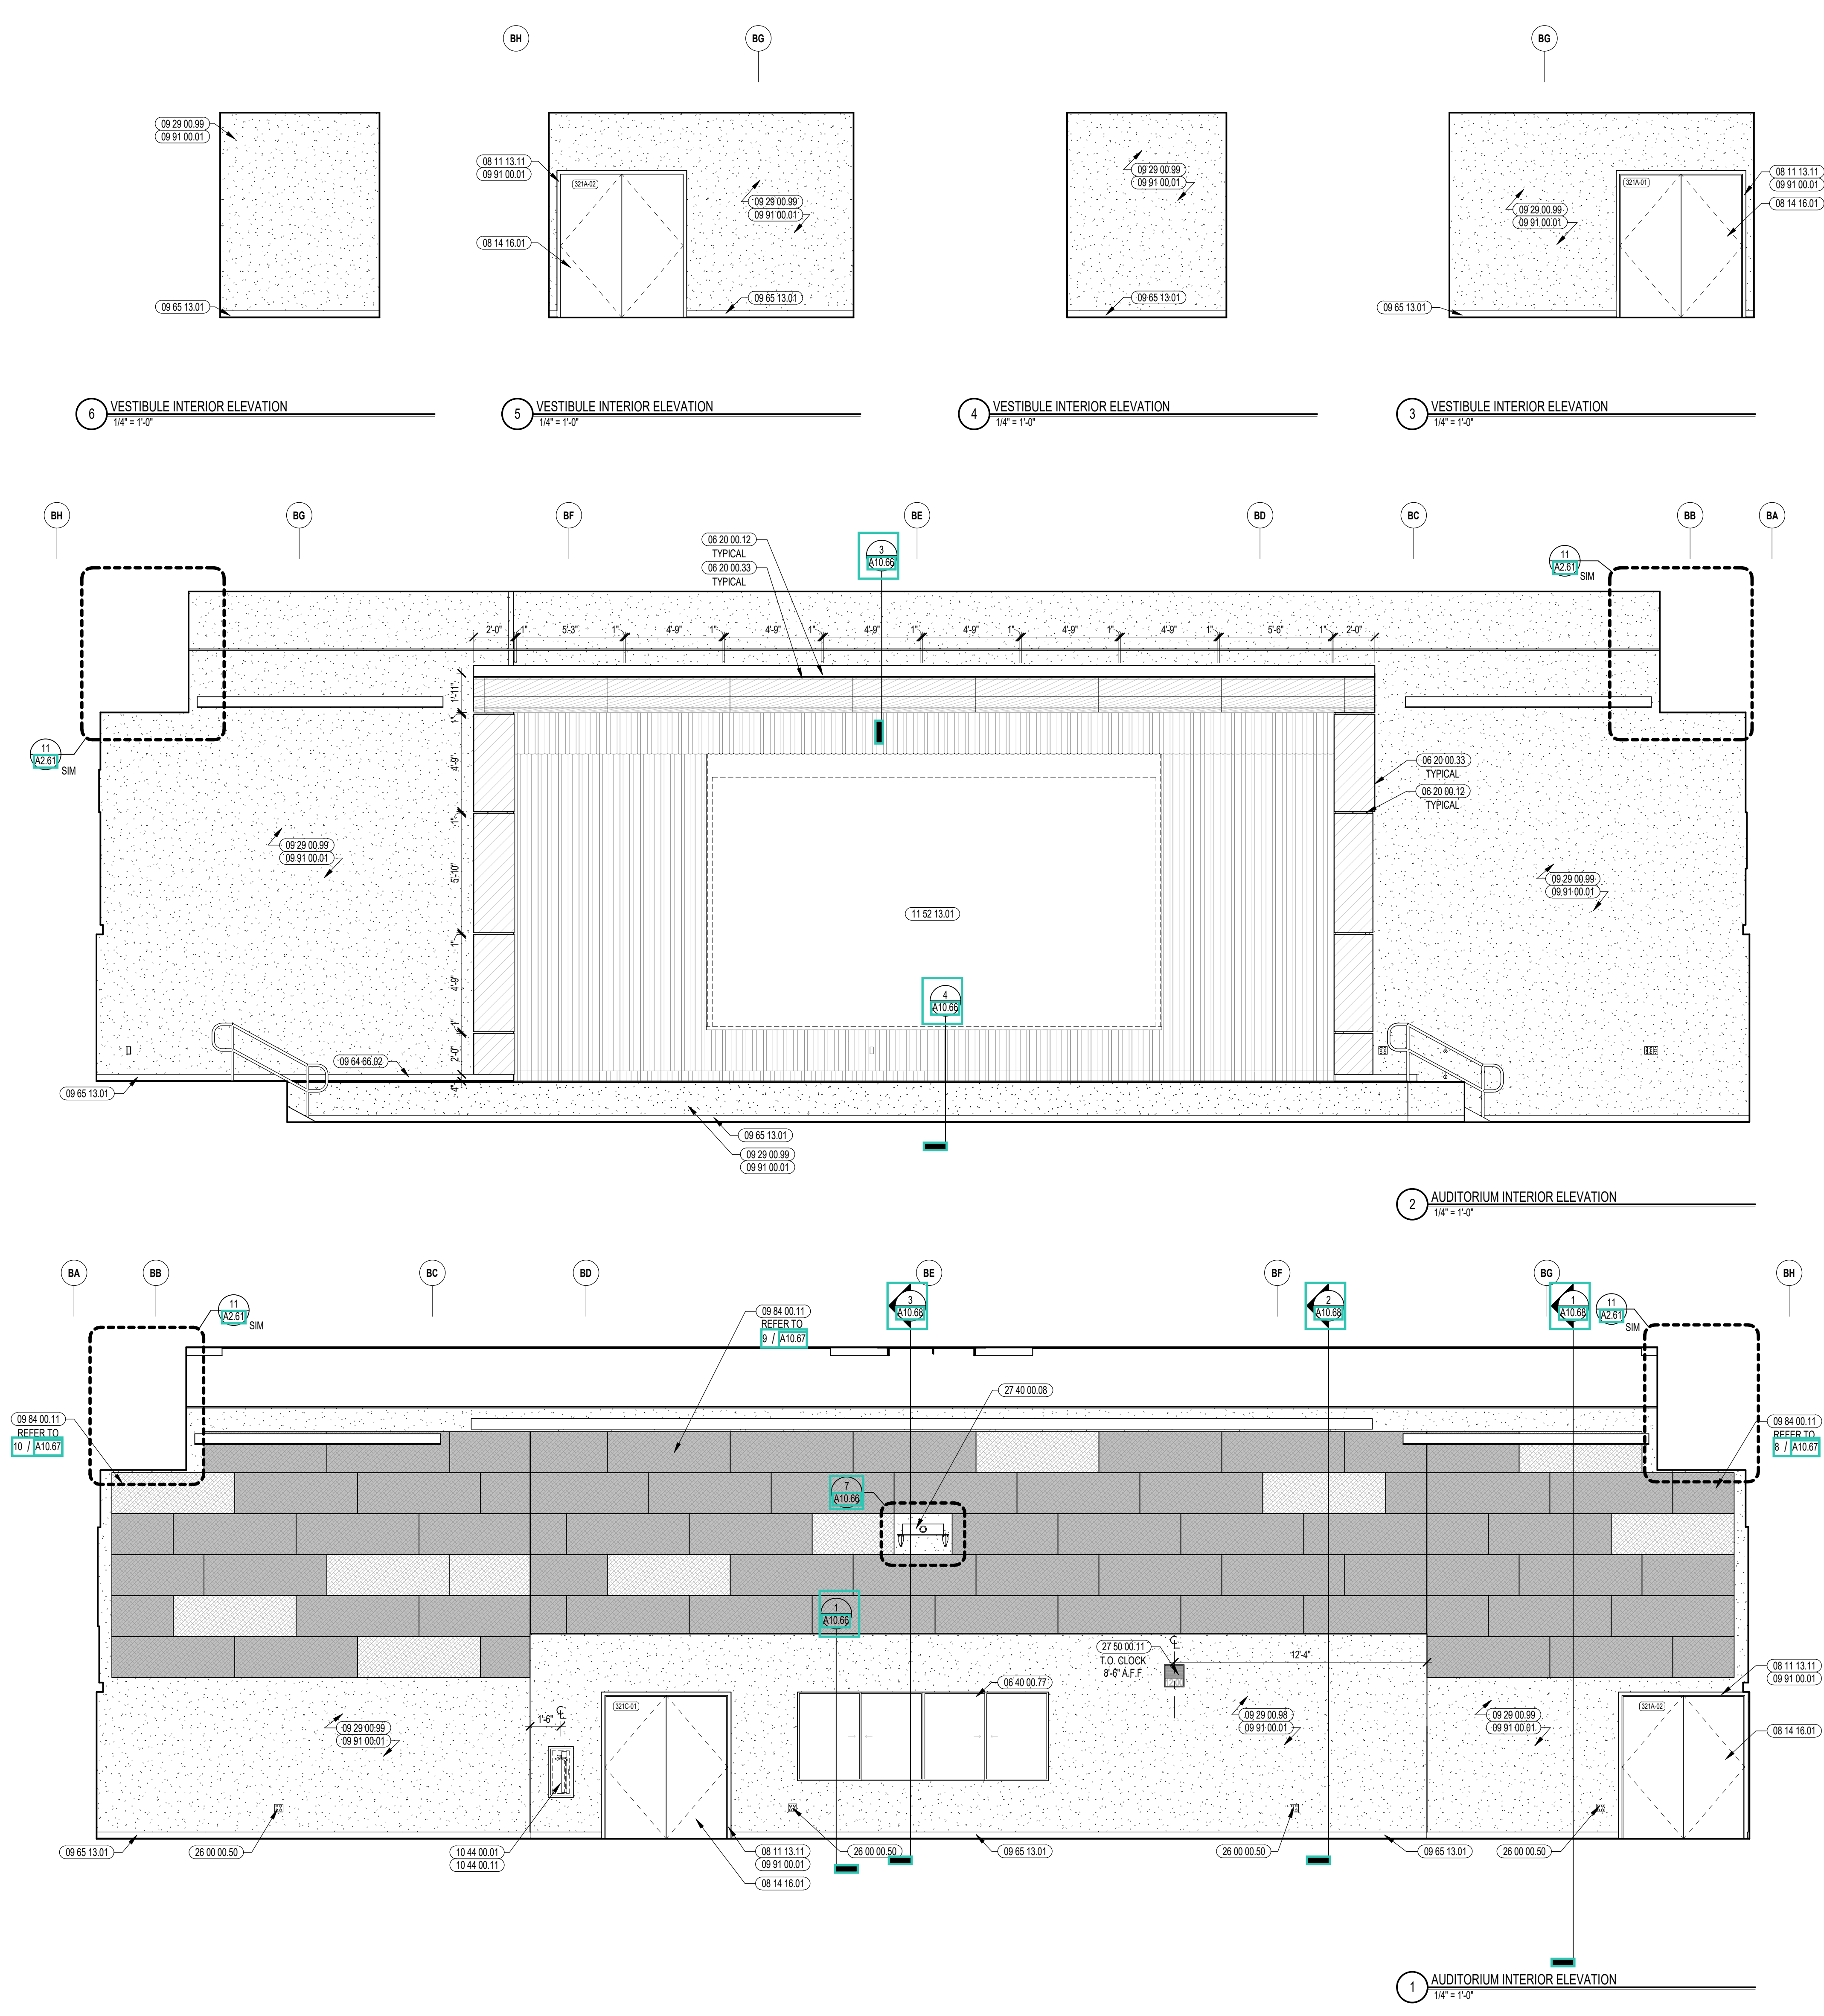 BH
BG
BG
09 29 00.99
09 91 00.01
09 65 13.01
08 11 13.11
09 91 00.01
321A-02
08 14 16.01
09 29 00.99
09 91 00.01
09 65 13.01
09 29 00.99
09 91 00.01
09 65 13.01
321A-01
09 29 00.99
09 91 00.01
08 11 13.11
09 91 00.01
08 14 16.01
09 65 13.01
6 VESTIBULE INTERIOR ELEVATION
1/4" = 1'-0"
5 VESTIBULE INTERIOR ELEVATION
1/4" = 1'-0"
4 VESTIBULE INTERIOR ELEVATION
1/4" = 1'-0"
3 VESTIBULE INTERIOR ELEVATION
1/4" = 1'-0"
BH
BG
BF
BE
BD
BC
BB
BA
06 20 00.12
TYPICAL
06 20 00.33
TYPICAL
3
A10.66
11
A2.61
SIM
2'-0" 1" 5'-3" 1" 4'-9" 1" 4'-9" 1" 4'-9" 1" 4'-9" 1" 4'-9" 1" 4'-9" 1" 5'-6" 1" 2'-0"
1'-11"
1"
4'-9"
1"
5'-10"
1"
4'-9"
1"
2'-0"
4"
11
A2.61
SIM
06 20 00.33
TYPICAL
06 20 00.12
TYPICAL
09 29 00.99
09 91 00.01
09 29 00.99
09 91 00.01
11 52 13.01
4
A10.66
09 64 66.02
09 65 13.01
09 65 13.01
09 29 00.99
09 91 00.01
2 AUDITORIUM INTERIOR ELEVATION
1/4" = 1'-0"
BA
BB
BC
BD
BE
BF
BG
BH
11
A2.61
SIM
09 84 00.11
REFER TO
9 / A10.67
3
A10.68
2
A10.68
1
A10.68
11
A2.61
SIM
27 40 00.08
09 84 00.11
REFER TO
10 / A10.67
09 84 00.11
REFER TO
8 / A10.67
7
A10.66
1
A10.66
27 50 00.11
T.O. CLOCK
8'-6" A.F.F
CL
12'-4"
06 40 00.77
08 11 13.11
09 91 00.01
321C-01
321A-02
1'-6"
CL
09 29 00.99
09 91 00.01
09 29 00.98
09 91 00.01
09 29 00.99
09 91 00.01
08 14 16.01
09 65 13.01
26 00 00.50
10 44 00.01
10 44 00.11
08 11 13.11
09 91 00.01
08 14 16.01
26 00 00.50
09 65 13.01
26 00 00.50
09 65 13.01
26 00 00.50
1 AUDITORIUM INTERIOR ELEVATION
1/4" = 1'-0"